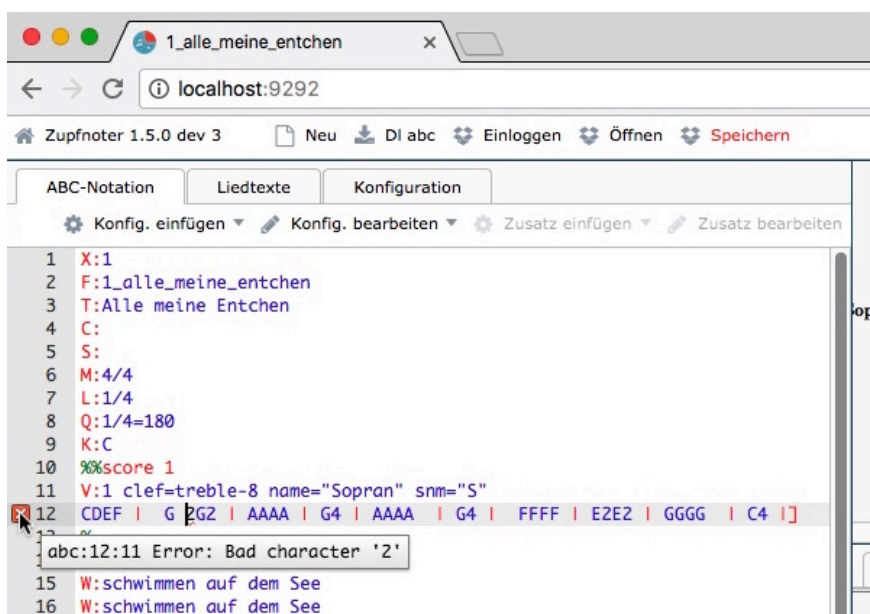 1_alle_meine_entchen
localhost:9292
Zupfnoter 1.5.0 dev 3 Neu Dl abc Einloggen Öffnen Speichern
ABC-Notation Liedtexte Konfiguration
Konfig. einfügen Konfig. bearbeiten Zusatz einfügen Zusatz bearbeiten
1 X:1
2 F:1_alle_meine_entchen
3 T:Alle meine Entchen
4 C:
5 S:
6 M:4/4
7 L:1/4
8 Q:1/4=180
9 K:C
10 %%score 1
11 V:1 clef=treble-8 name="Sopran" snm="S"
12 CDEF | G 2G2 | AAAA | G4 | AAAA | G4 | FFFF | E2E2 | GGGG | C4 |]
abc:12:11 Error: Bad character '2'
15 W:schwimmen auf dem See
16 W:schwimmen auf dem See